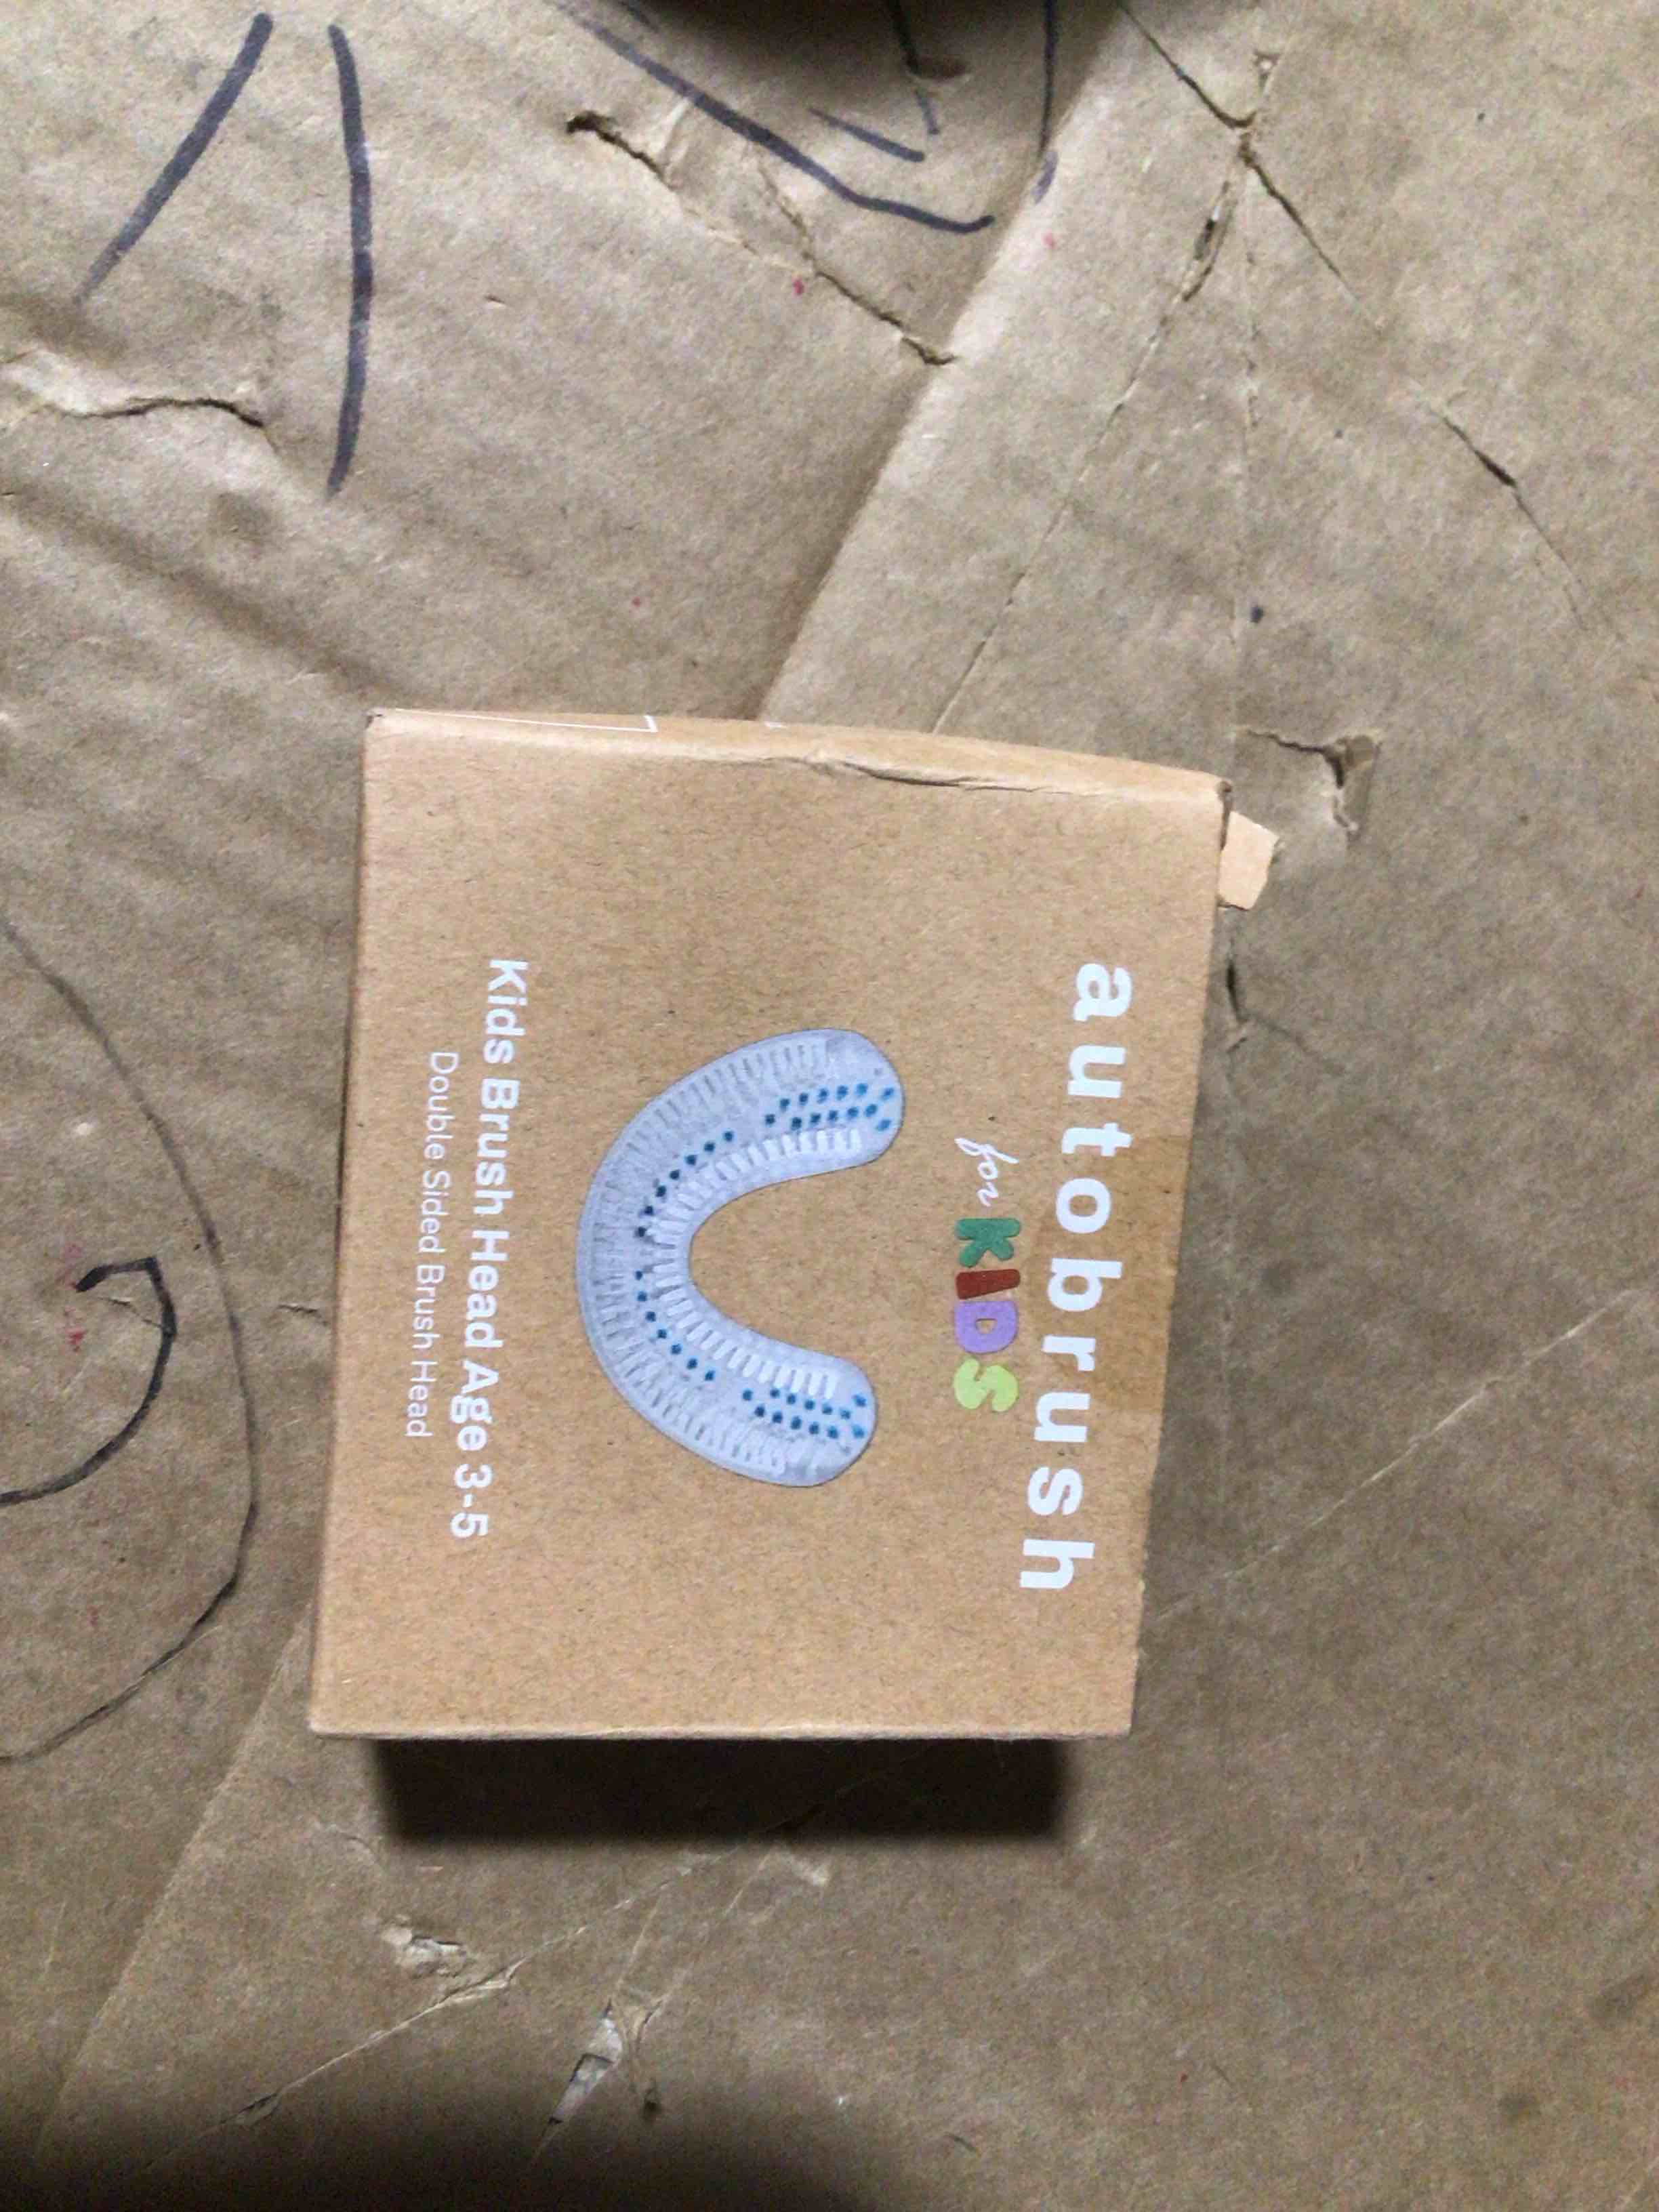 autobrush
for KIDS
Kids Brush Head Age 3-5
Double Sided Brush Head